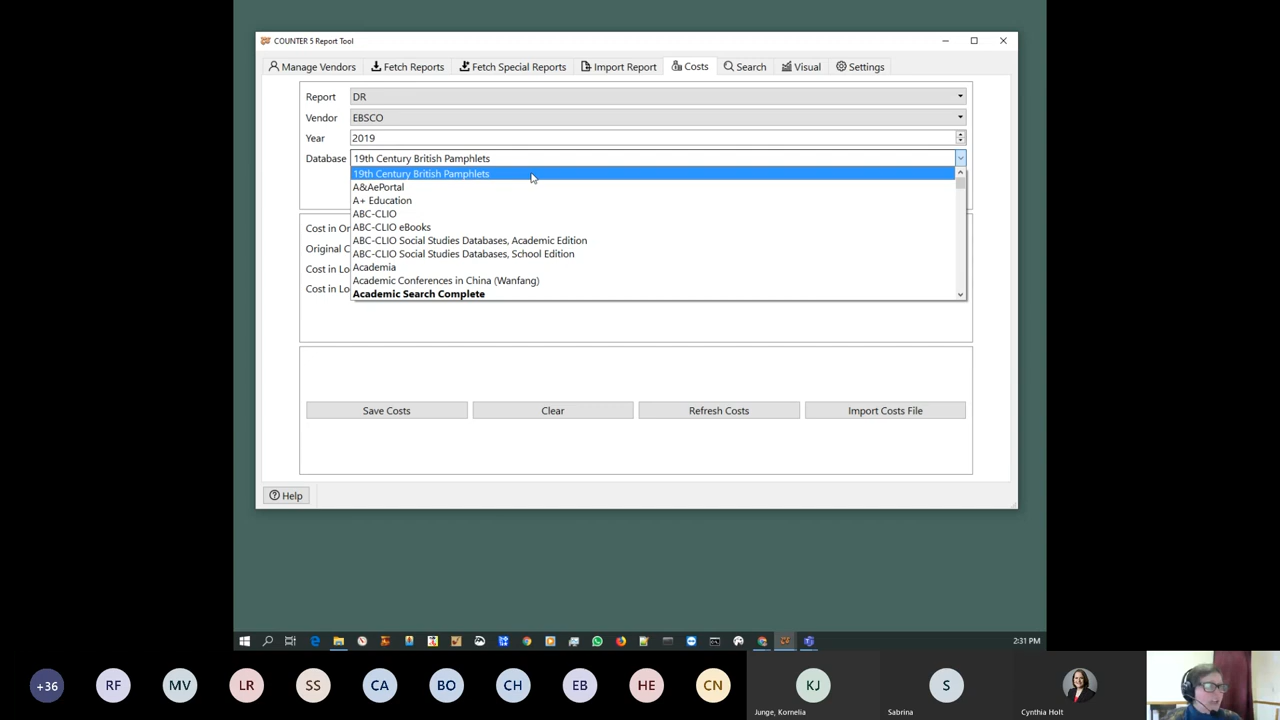 COUNTER 5 Report Tool
Manage Vendors Fetch Reports Fetch Special Reports Import Report Costs Search Visual Settings
Report DR
Vendor EBSCO
Year 2019
Database 19th Century British Pamphlets
19th Century British Pamphlets
A&AePortal
A+ Education
ABC-CLIO
Cost in Or
ABC-CLIO eBooks
ABC-CLIO Social Studies Databases, Academic Edition
Original C
ABC-CLIO Social Studies Databases, School Edition
Cost in Lo
Academia
Academic Conferences in China (Wanfang)
Cost in Lo
Academic Search Complete
Save Costs Clear Refresh Costs Import Costs File
Help
2:31 PM
+36 RF MV LR SS CA BO CH EB HE CN KJ S
Junge, Kornelia Sabrina Cynthia Holt